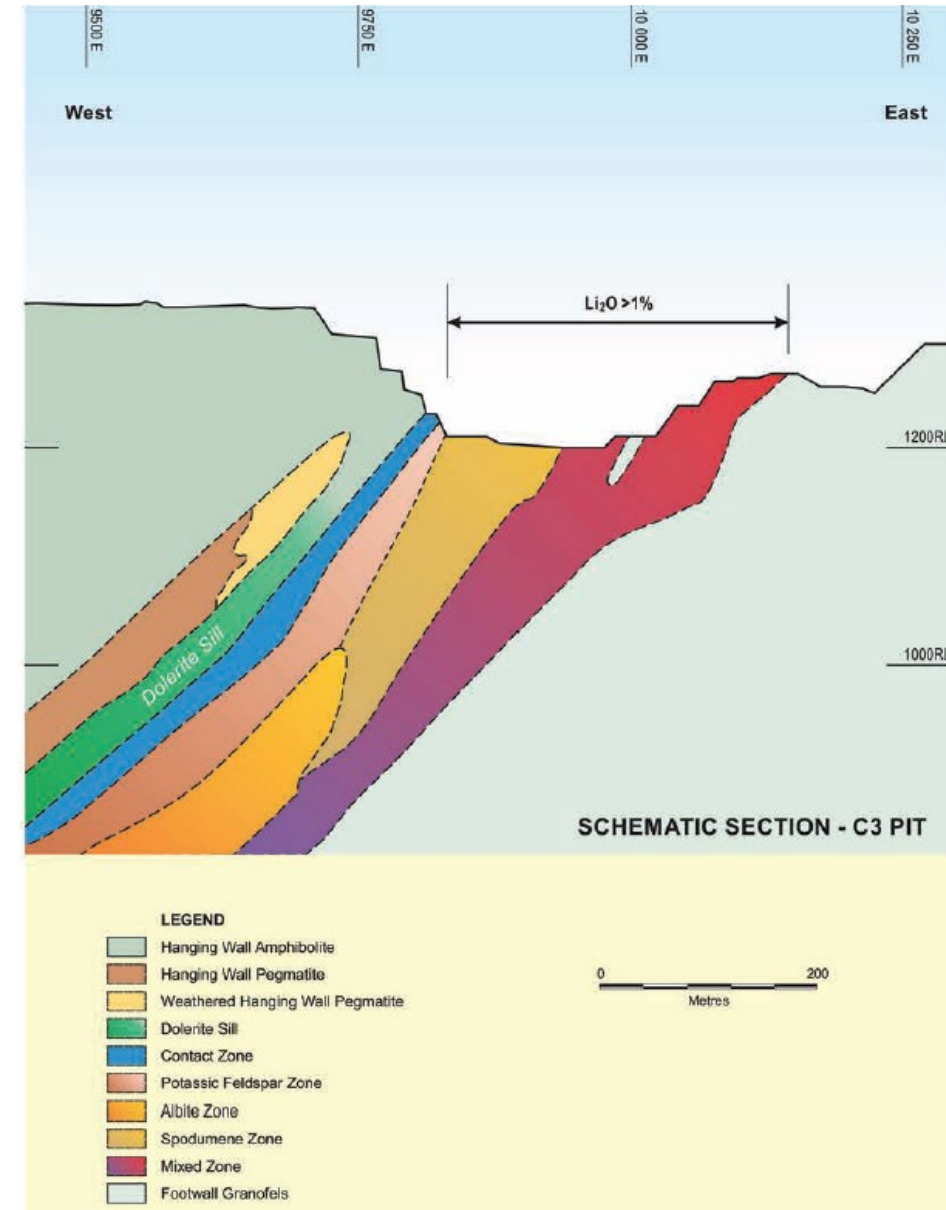 9500 E
9750 E
10 000 E
10 250 E
West
East
Li₂O >1%
1200RL
Dolerite Sill
1000RL
SCHEMATIC SECTION - C3 PIT
LEGEND
Hanging Wall Amphibolite
Hanging Wall Pegmatite
Weathered Hanging Wall Pegmatite
Dolerite Sill
Contact Zone
Potassic Feldspar Zone
Albite Zone
Spodumene Zone
Mixed Zone
Footwall Granofels
0 200
Metres